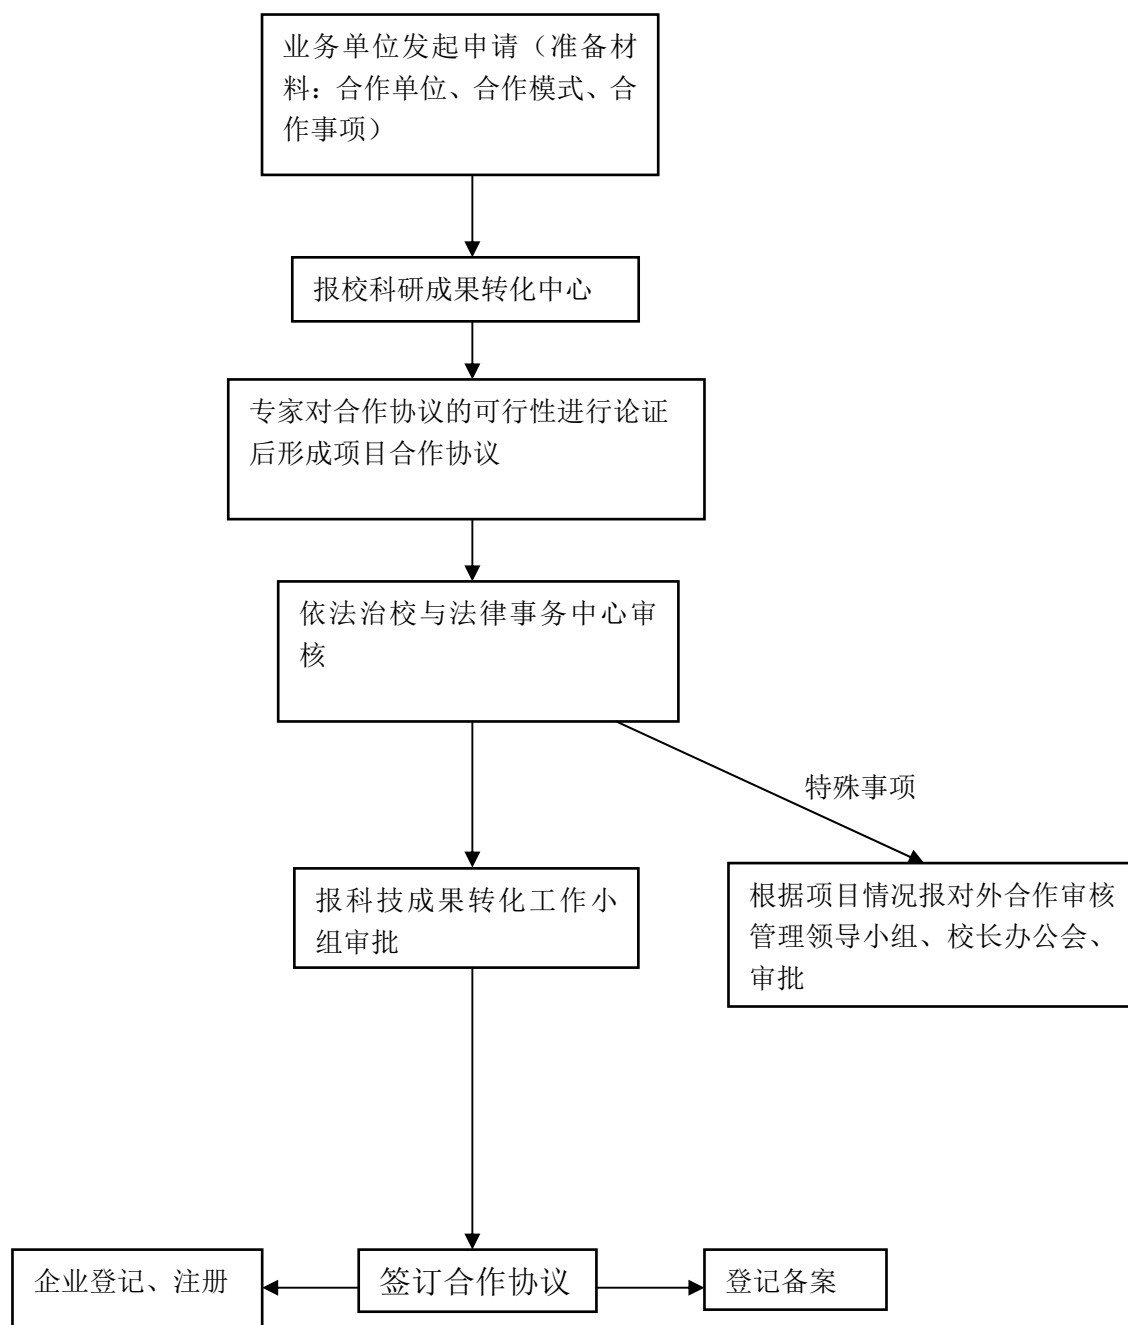 业务单位发起申请（准备材
料：合作单位、合作模式、合
作事项）
报校科研成果转化中心
专家对合作协议的可行性进行论证
后形成项目合作协议
依法治校与法律事务中心审
核
特殊事项
报科技成果转化工作小
组审批
根据项目情况报对外合作审核
管理领导小组、校长办公会、
审批
企业登记、注册
签订合作协议
登记备案